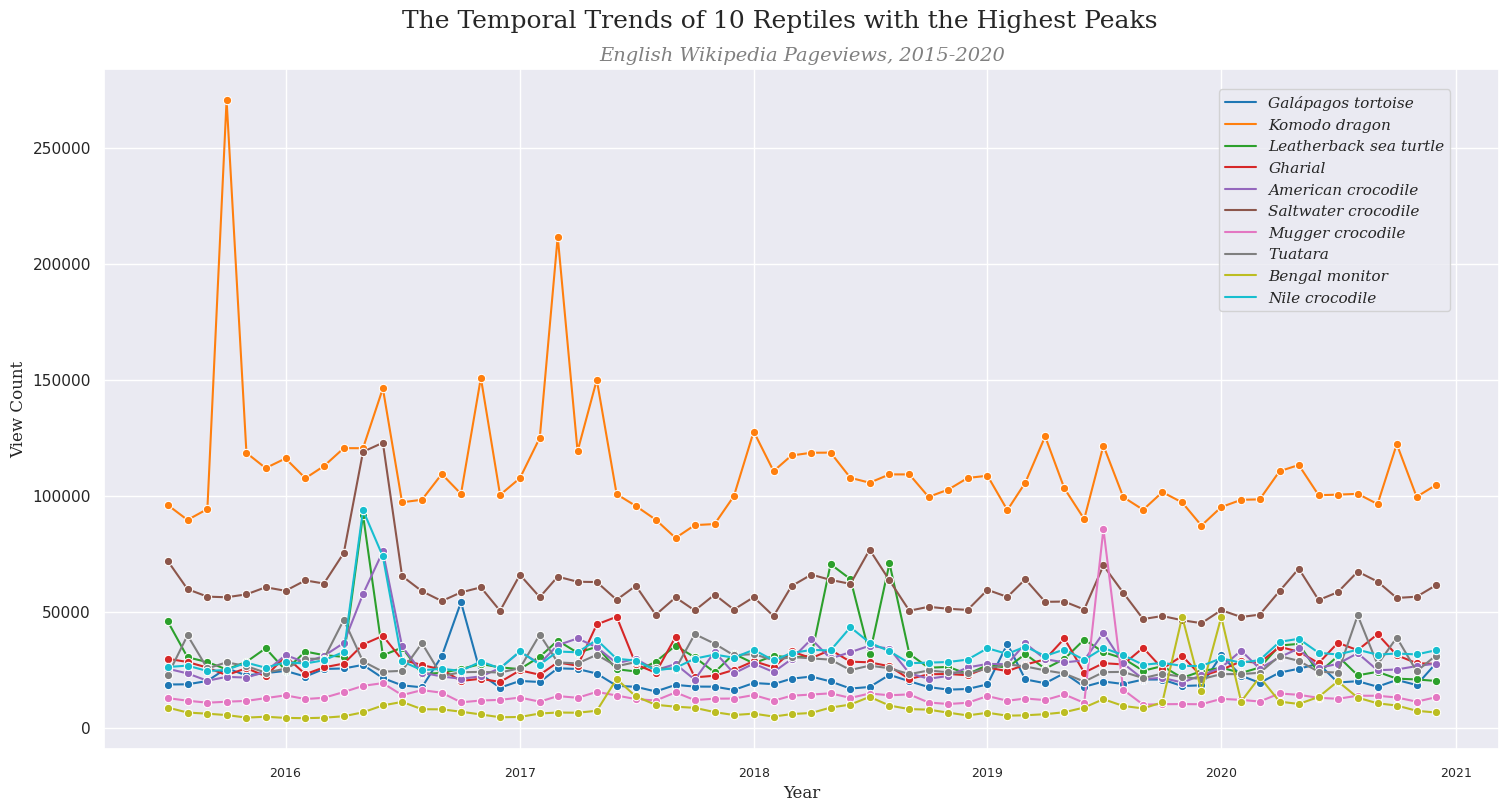 The Temporal Trends of 10 Reptiles with the Highest Peaks
English Wikipedia Pageviews, 2015-2020
Galápagos tortoise
Komodo dragon
Leatherback sea turtle
Gharial
American crocodile
Saltwater crocodile
Mugger crocodile
Tuatara
Bengal monitor
Nile crocodile
View Count
250000
200000
150000
100000
50000
0
2016 2017 2018 2019 2020 2021
Year